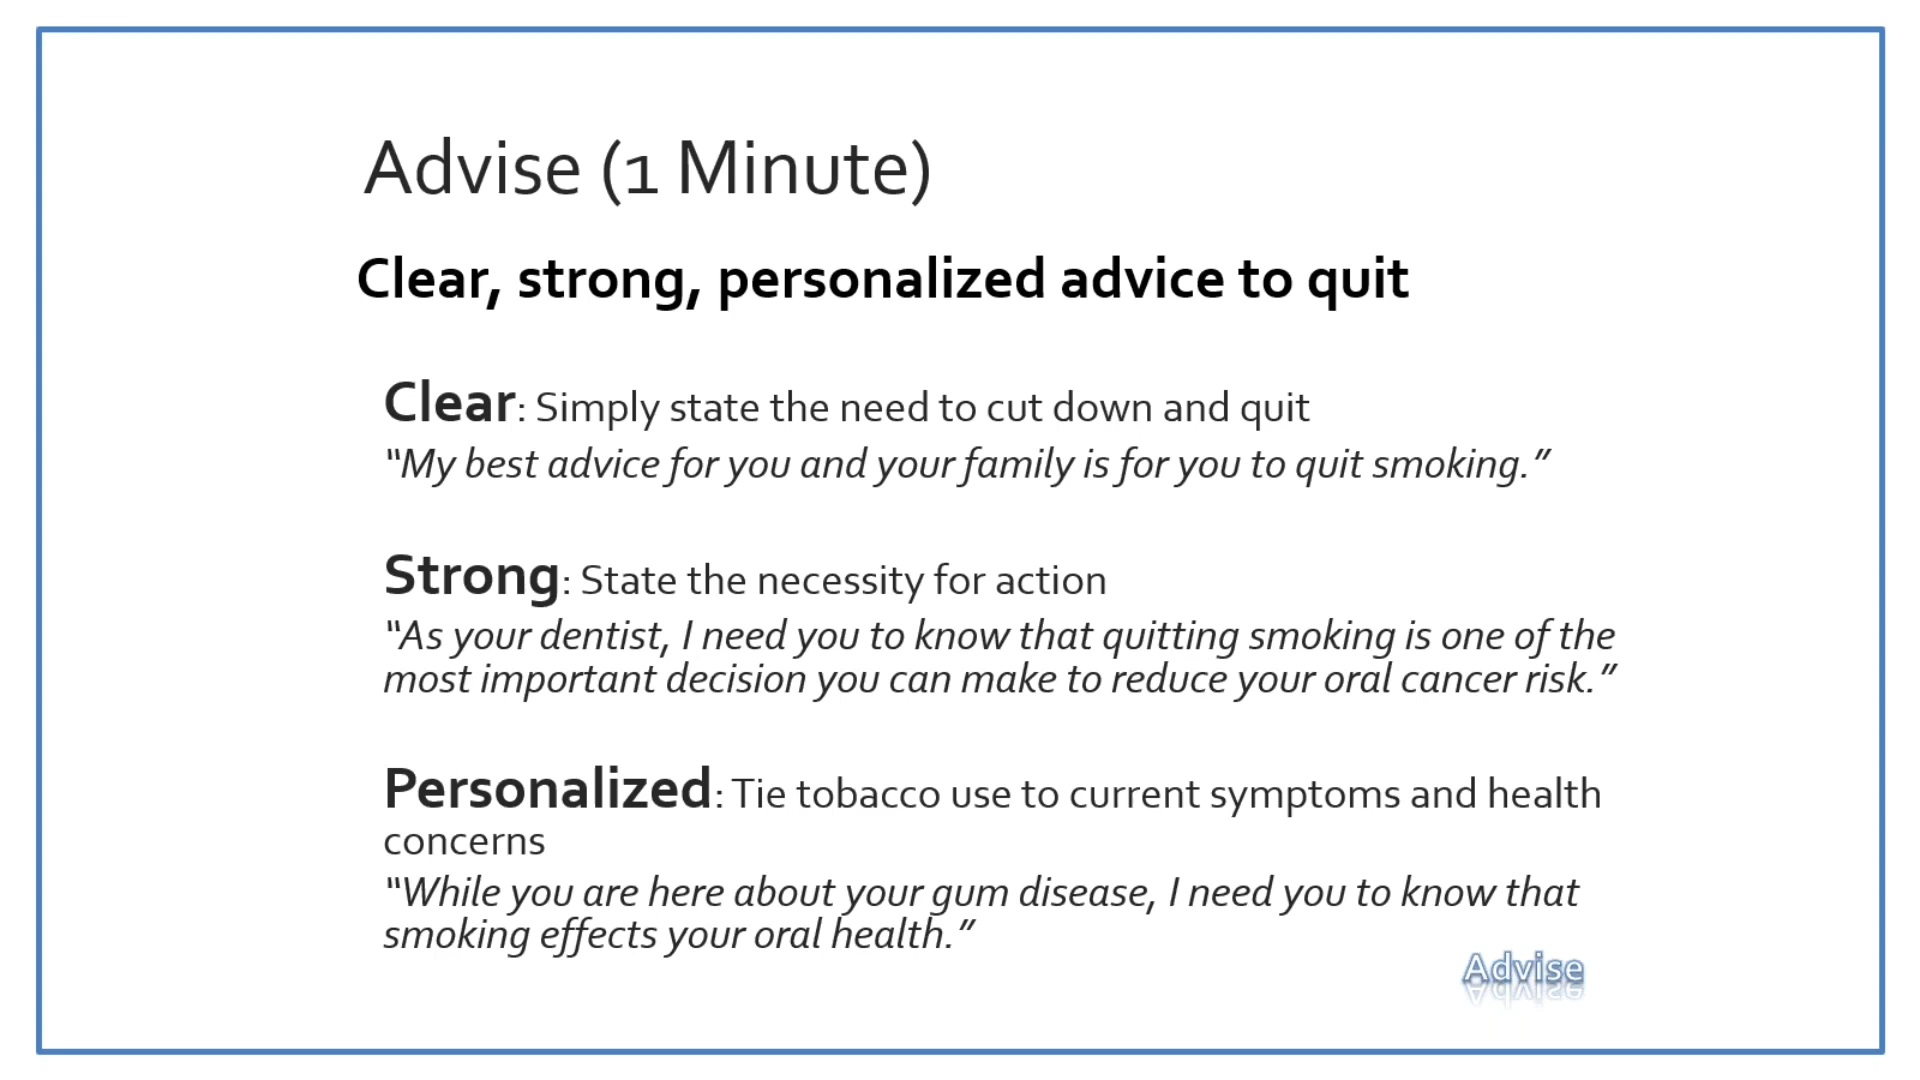 Advise (1 Minute)
Clear, strong, personalized advice to quit
Clear: Simply state the need to cut down and quit
“My best advice for you and your family is for you to quit smoking.”
Strong: State the necessity for action
“As your dentist, I need you to know that quitting smoking is one of the
most important decision you can make to reduce your oral cancer risk.”
Personalized: Tie tobacco use to current symptoms and health
concerns
“While you are here about your gum disease, I need you to know that
smoking effects your oral health.”
Advise